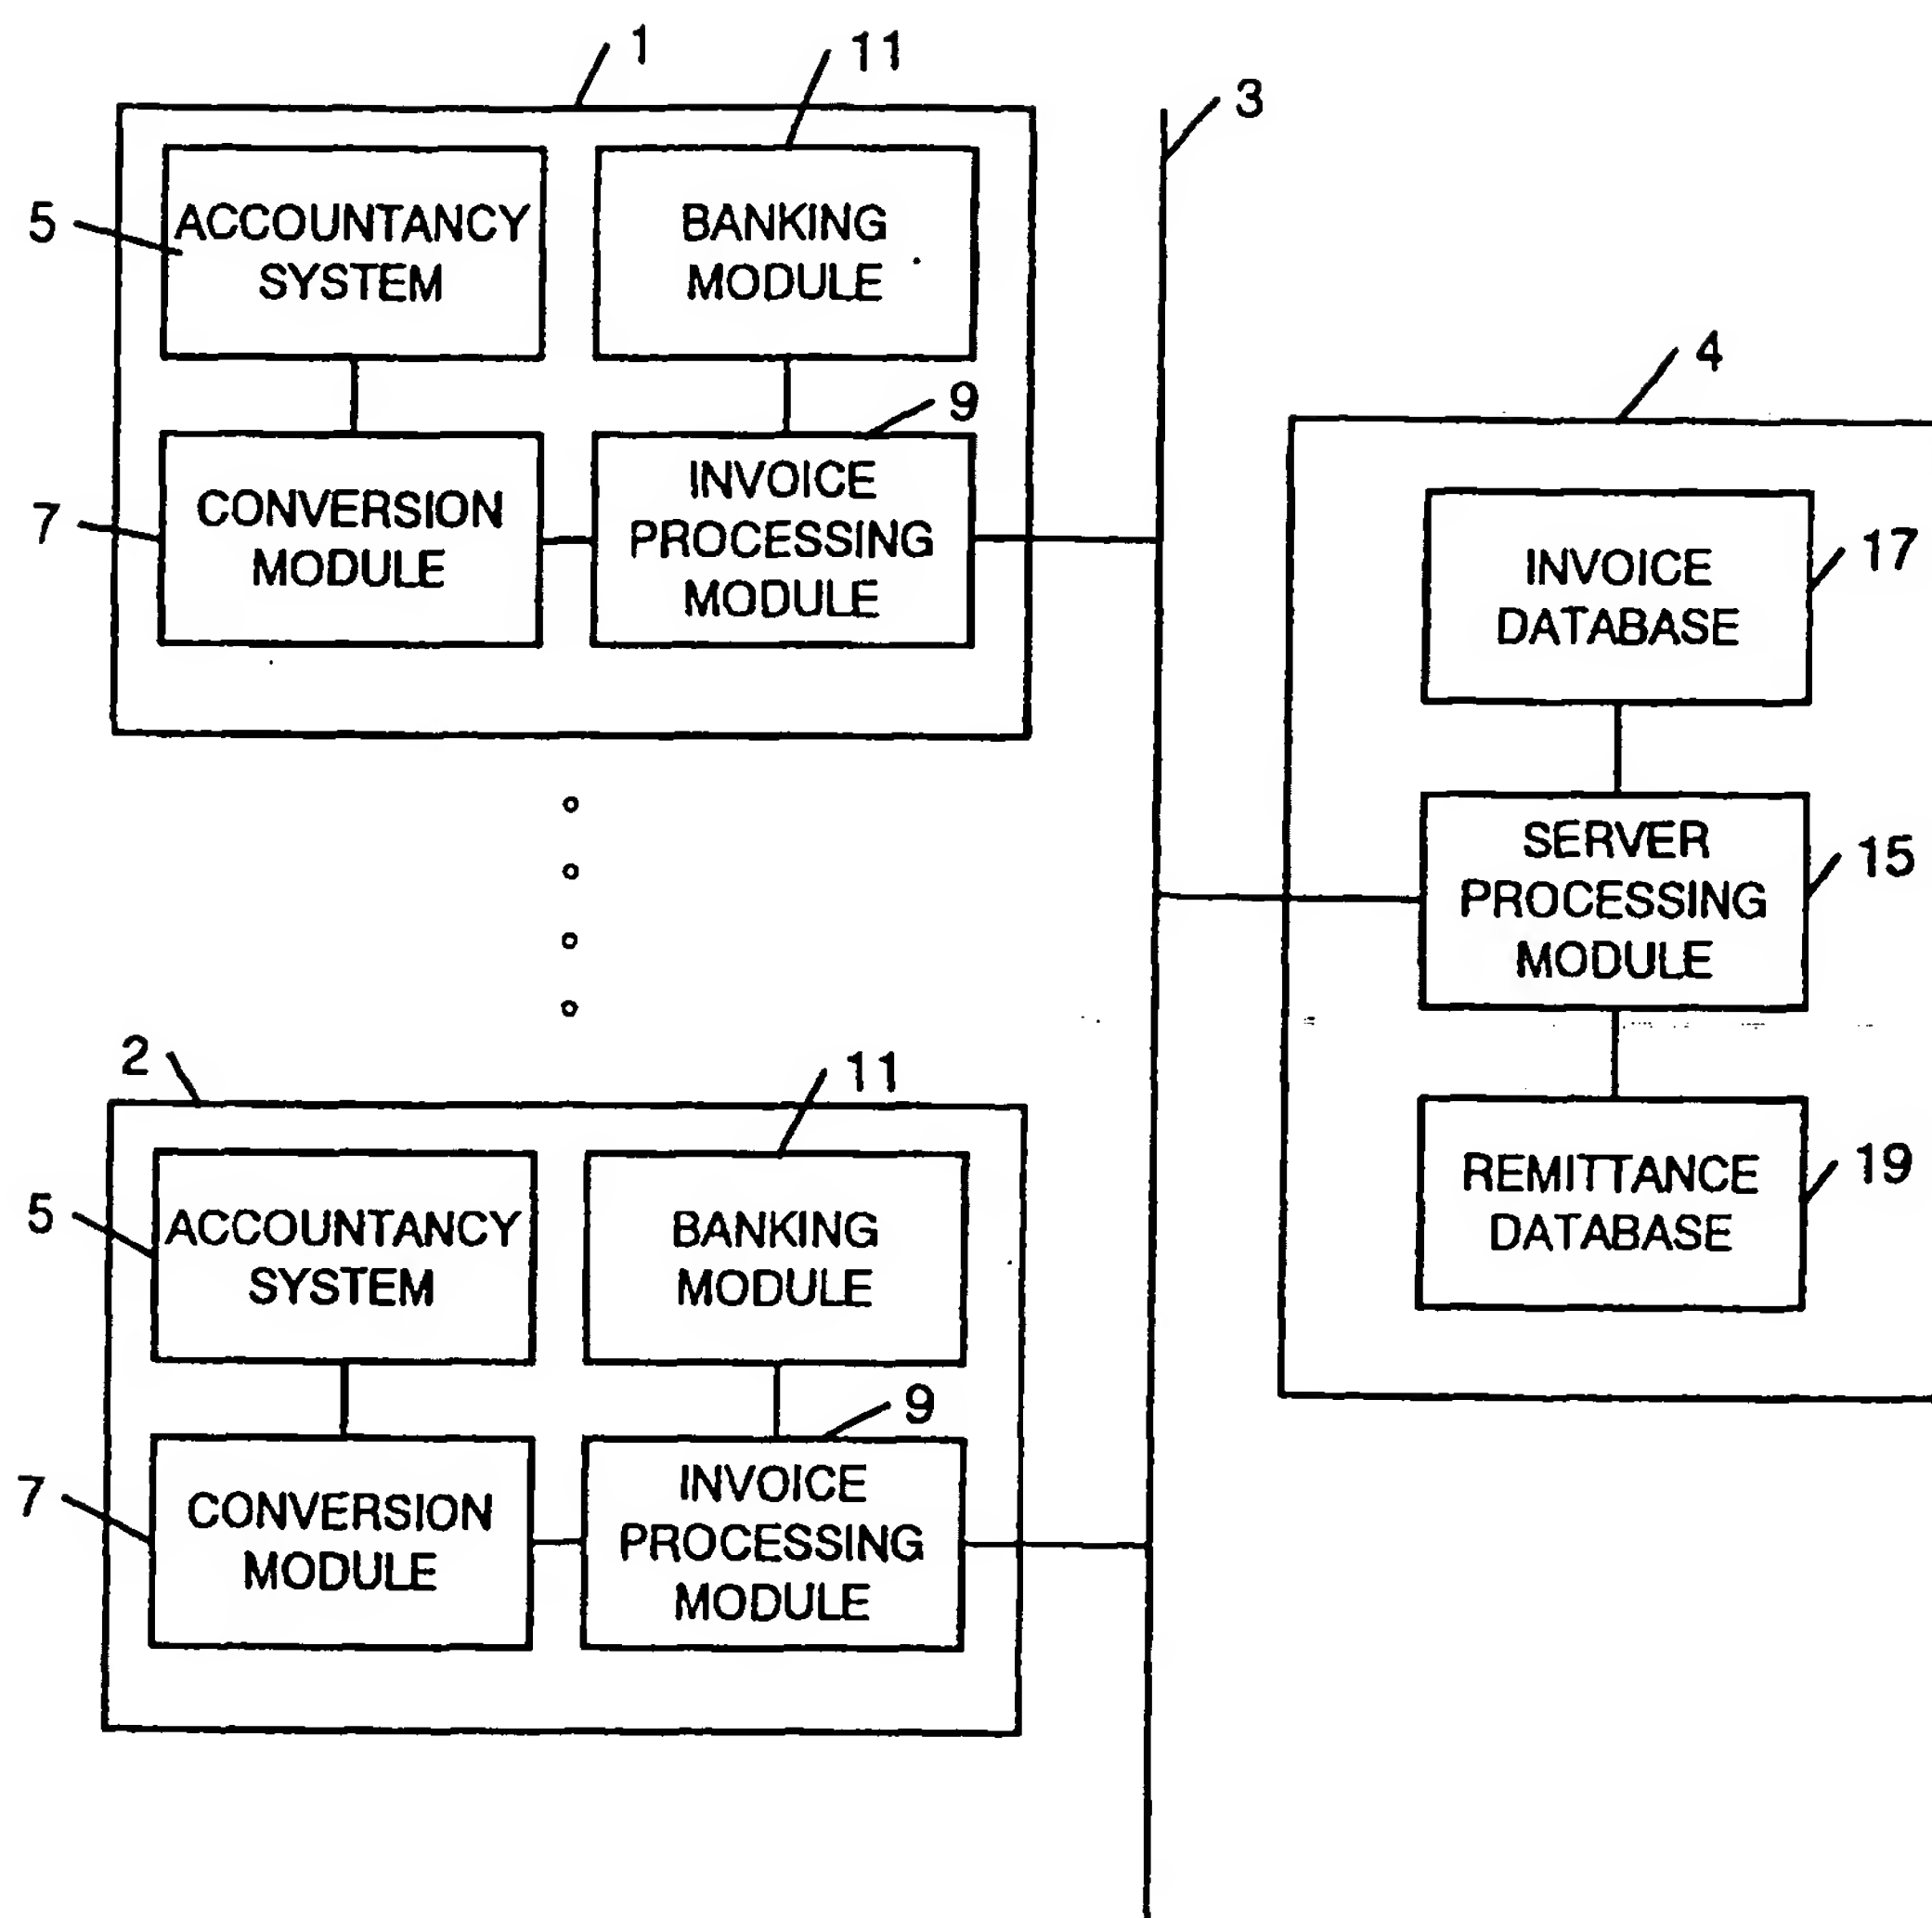 1
11
3
5
ACCOUNTANCY
SYSTEM
BANKING
MODULE
4
9
7
CONVERSION
MODULE
INVOICE
PROCESSING
MODULE
17
INVOICE
DATABASE
15
SERVER
PROCESSING
MODULE
19
REMITTANCE
DATABASE
2
11
5
ACCOUNTANCY
SYSTEM
BANKING
MODULE
9
7
CONVERSION
MODULE
INVOICE
PROCESSING
MODULE